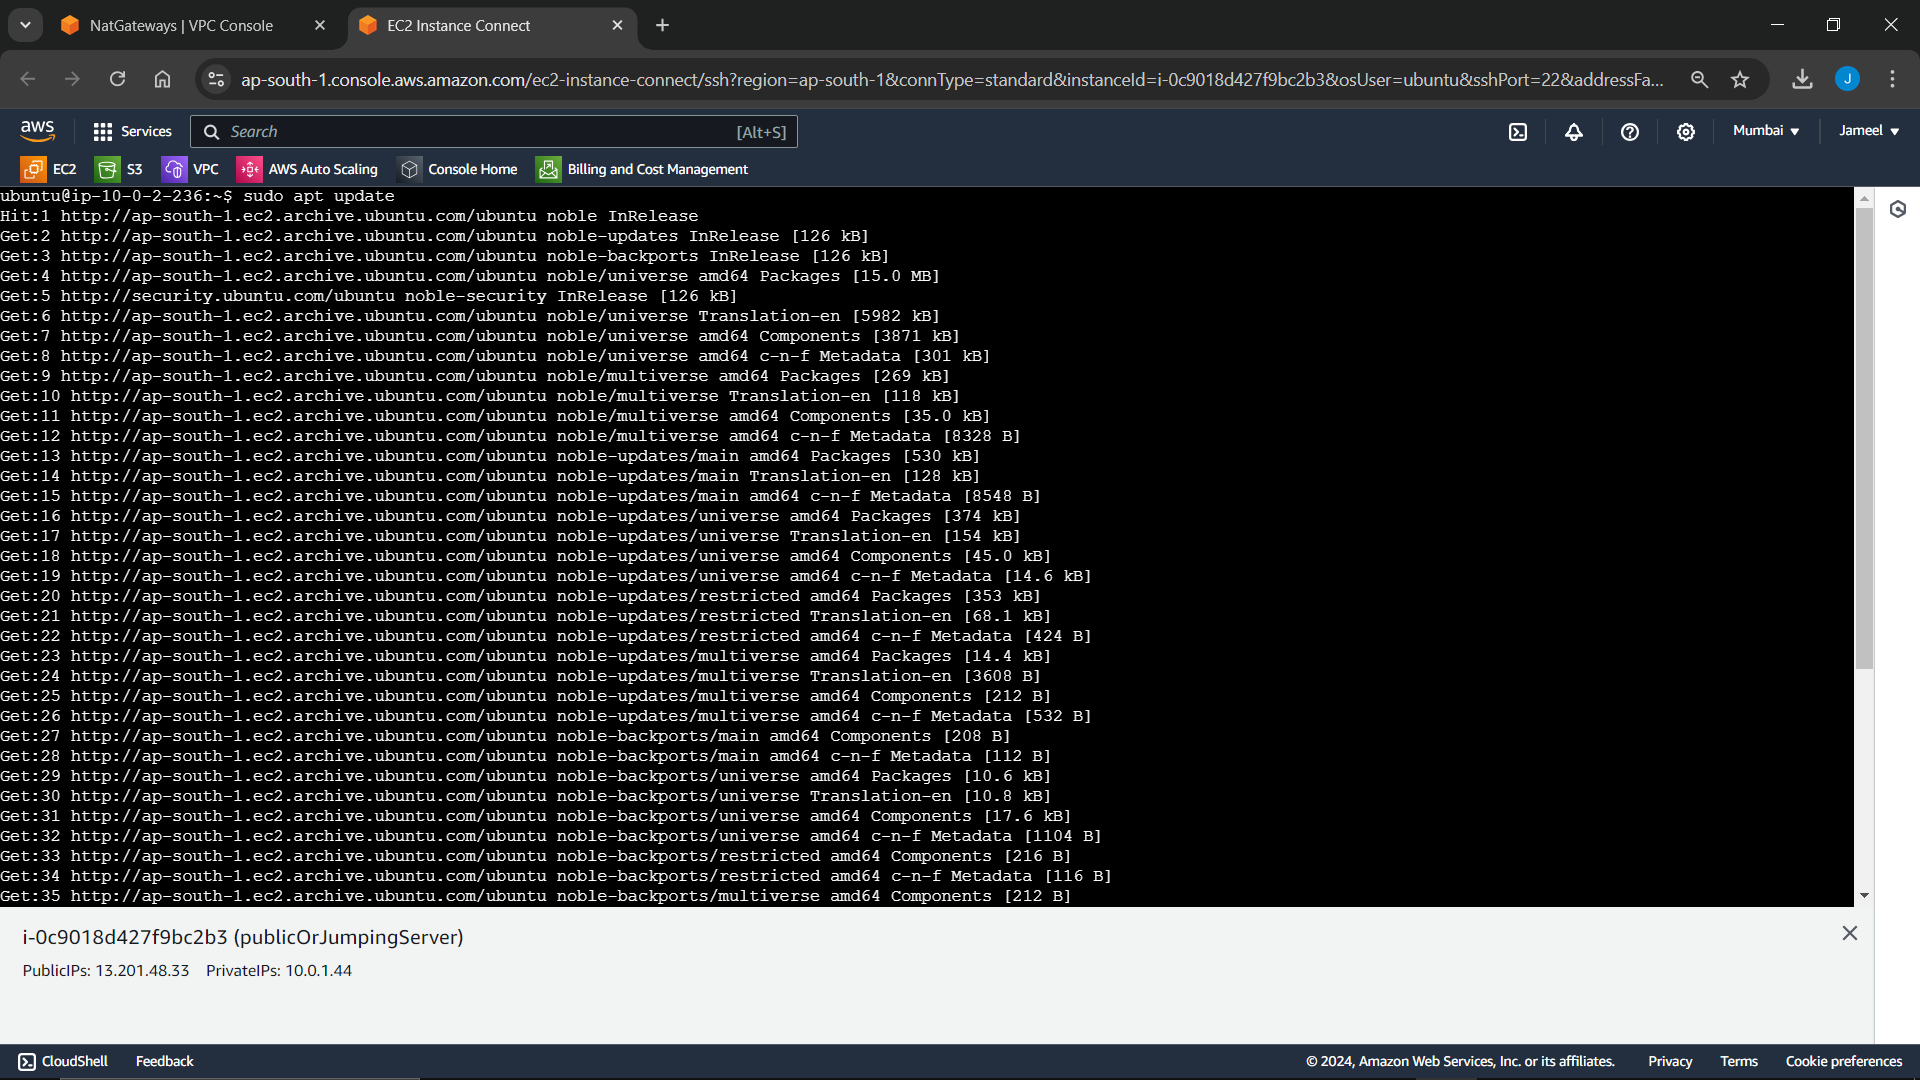 NatGateways | VPC Console
EC2 Instance Connect
ap-south-1.console.aws.amazon.com/ec2-instance-connect/ssh?region=ap-south-1&connType=standard&instanceId=i-0c9018d427f9bc2b3&osUser=ubuntu&sshPort=22&addressFa...
J
aws
Services
Search
[Alt+S]
Mumbai
Jameel
EC2
S3
VPC
AWS Auto Scaling
Console Home
Billing and Cost Management
ubuntu@ip-10-0-2-236:~$ sudo apt update
Hit:1 http://ap-south-1.ec2.archive.ubuntu.com/ubuntu noble InRelease
Get:2 http://ap-south-1.ec2.archive.ubuntu.com/ubuntu noble-updates InRelease [126 kB]
Get:3 http://ap-south-1.ec2.archive.ubuntu.com/ubuntu noble-backports InRelease [126 kB]
Get:4 http://ap-south-1.ec2.archive.ubuntu.com/ubuntu noble/universe amd64 Packages [15.0 MB]
Get:5 http://security.ubuntu.com/ubuntu noble-security InRelease [126 kB]
Get:6 http://ap-south-1.ec2.archive.ubuntu.com/ubuntu noble/universe Translation-en [5982 kB]
Get:7 http://ap-south-1.ec2.archive.ubuntu.com/ubuntu noble/universe amd64 Components [3871 kB]
Get:8 http://ap-south-1.ec2.archive.ubuntu.com/ubuntu noble/universe amd64 c-n-f Metadata [301 kB]
Get:9 http://ap-south-1.ec2.archive.ubuntu.com/ubuntu noble/multiverse amd64 Packages [269 kB]
Get:10 http://ap-south-1.ec2.archive.ubuntu.com/ubuntu noble/multiverse Translation-en [118 kB]
Get:11 http://ap-south-1.ec2.archive.ubuntu.com/ubuntu noble/multiverse amd64 Components [35.0 kB]
Get:12 http://ap-south-1.ec2.archive.ubuntu.com/ubuntu noble/multiverse amd64 c-n-f Metadata [8328 B]
Get:13 http://ap-south-1.ec2.archive.ubuntu.com/ubuntu noble-updates/main amd64 Packages [530 kB]
Get:14 http://ap-south-1.ec2.archive.ubuntu.com/ubuntu noble-updates/main Translation-en [128 kB]
Get:15 http://ap-south-1.ec2.archive.ubuntu.com/ubuntu noble-updates/main amd64 c-n-f Metadata [8548 B]
Get:16 http://ap-south-1.ec2.archive.ubuntu.com/ubuntu noble-updates/universe amd64 Packages [374 kB]
Get:17 http://ap-south-1.ec2.archive.ubuntu.com/ubuntu noble-updates/universe Translation-en [154 kB]
Get:18 http://ap-south-1.ec2.archive.ubuntu.com/ubuntu noble-updates/universe amd64 Components [45.0 kB]
Get:19 http://ap-south-1.ec2.archive.ubuntu.com/ubuntu noble-updates/universe amd64 c-n-f Metadata [14.6 kB]
Get:20 http://ap-south-1.ec2.archive.ubuntu.com/ubuntu noble-updates/restricted amd64 Packages [353 kB]
Get:21 http://ap-south-1.ec2.archive.ubuntu.com/ubuntu noble-updates/restricted Translation-en [68.1 kB]
Get:22 http://ap-south-1.ec2.archive.ubuntu.com/ubuntu noble-updates/restricted amd64 c-n-f Metadata [424 B]
Get:23 http://ap-south-1.ec2.archive.ubuntu.com/ubuntu noble-updates/multiverse amd64 Packages [14.4 kB]
Get:24 http://ap-south-1.ec2.archive.ubuntu.com/ubuntu noble-updates/multiverse Translation-en [3608 B]
Get:25 http://ap-south-1.ec2.archive.ubuntu.com/ubuntu noble-updates/multiverse amd64 Components [212 B]
Get:26 http://ap-south-1.ec2.archive.ubuntu.com/ubuntu noble-updates/multiverse amd64 c-n-f Metadata [532 B]
Get:27 http://ap-south-1.ec2.archive.ubuntu.com/ubuntu noble-backports/main amd64 Components [208 B]
Get:28 http://ap-south-1.ec2.archive.ubuntu.com/ubuntu noble-backports/main amd64 c-n-f Metadata [112 B]
Get:29 http://ap-south-1.ec2.archive.ubuntu.com/ubuntu noble-backports/universe amd64 Packages [10.6 kB]
Get:30 http://ap-south-1.ec2.archive.ubuntu.com/ubuntu noble-backports/universe Translation-en [10.8 kB]
Get:31 http://ap-south-1.ec2.archive.ubuntu.com/ubuntu noble-backports/universe amd64 Components [17.6 kB]
Get:32 http://ap-south-1.ec2.archive.ubuntu.com/ubuntu noble-backports/universe amd64 c-n-f Metadata [1104 B]
Get:33 http://ap-south-1.ec2.archive.ubuntu.com/ubuntu noble-backports/restricted amd64 Components [216 B]
Get:34 http://ap-south-1.ec2.archive.ubuntu.com/ubuntu noble-backports/restricted amd64 c-n-f Metadata [116 B]
Get:35 http://ap-south-1.ec2.archive.ubuntu.com/ubuntu noble-backports/multiverse amd64 Components [212 B]
i-0c9018d427f9bc2b3 (publicOrJumpingServer)
PublicIPs: 13.201.48.33 PrivateIPs: 10.0.1.44
CloudShell
Feedback
© 2024, Amazon Web Services, Inc. or its affiliates.
Privacy
Terms
Cookie preferences